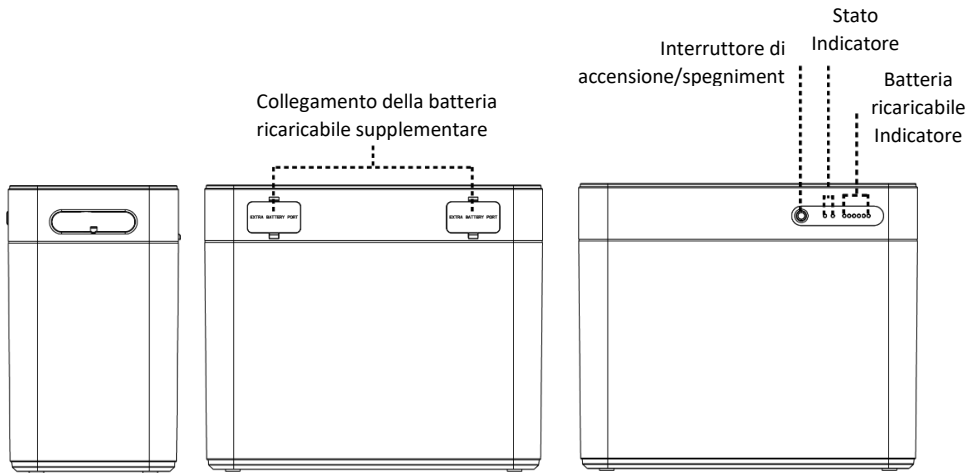 Stato
Indicatore
Interruttore di
accensione/spegniment
Batteria
ricaricabile
Indicatore
Collegamento della batteria
ricaricabile supplementare
EXTRA BATTERY PORT
EXTRA BATTERY PORT